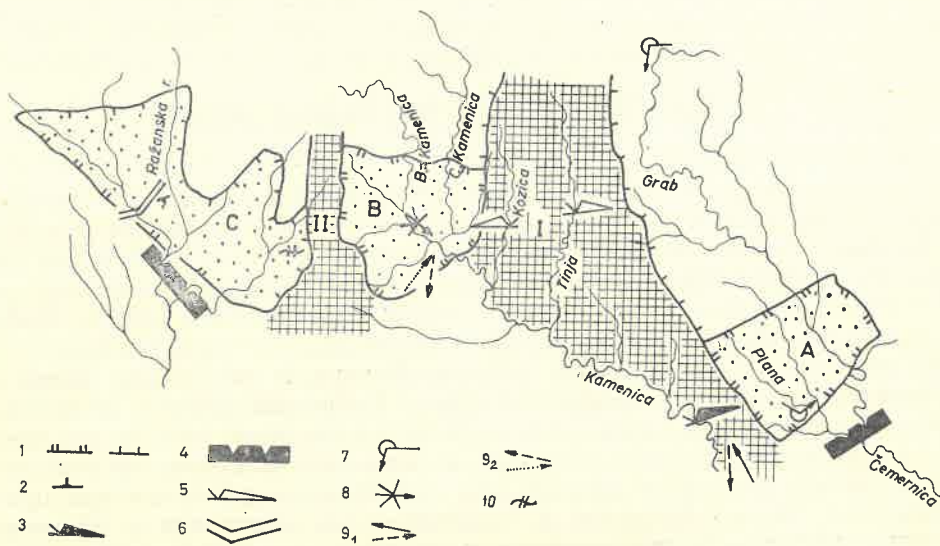 Ražanska r.
B. Kamenica
Kamenica
Kozica
Grab
C
II
B
I
Tinja
A
Plana
Kamenica
Čemernica
1
2
3
4
5
6
7
8
9₁
9₂
10